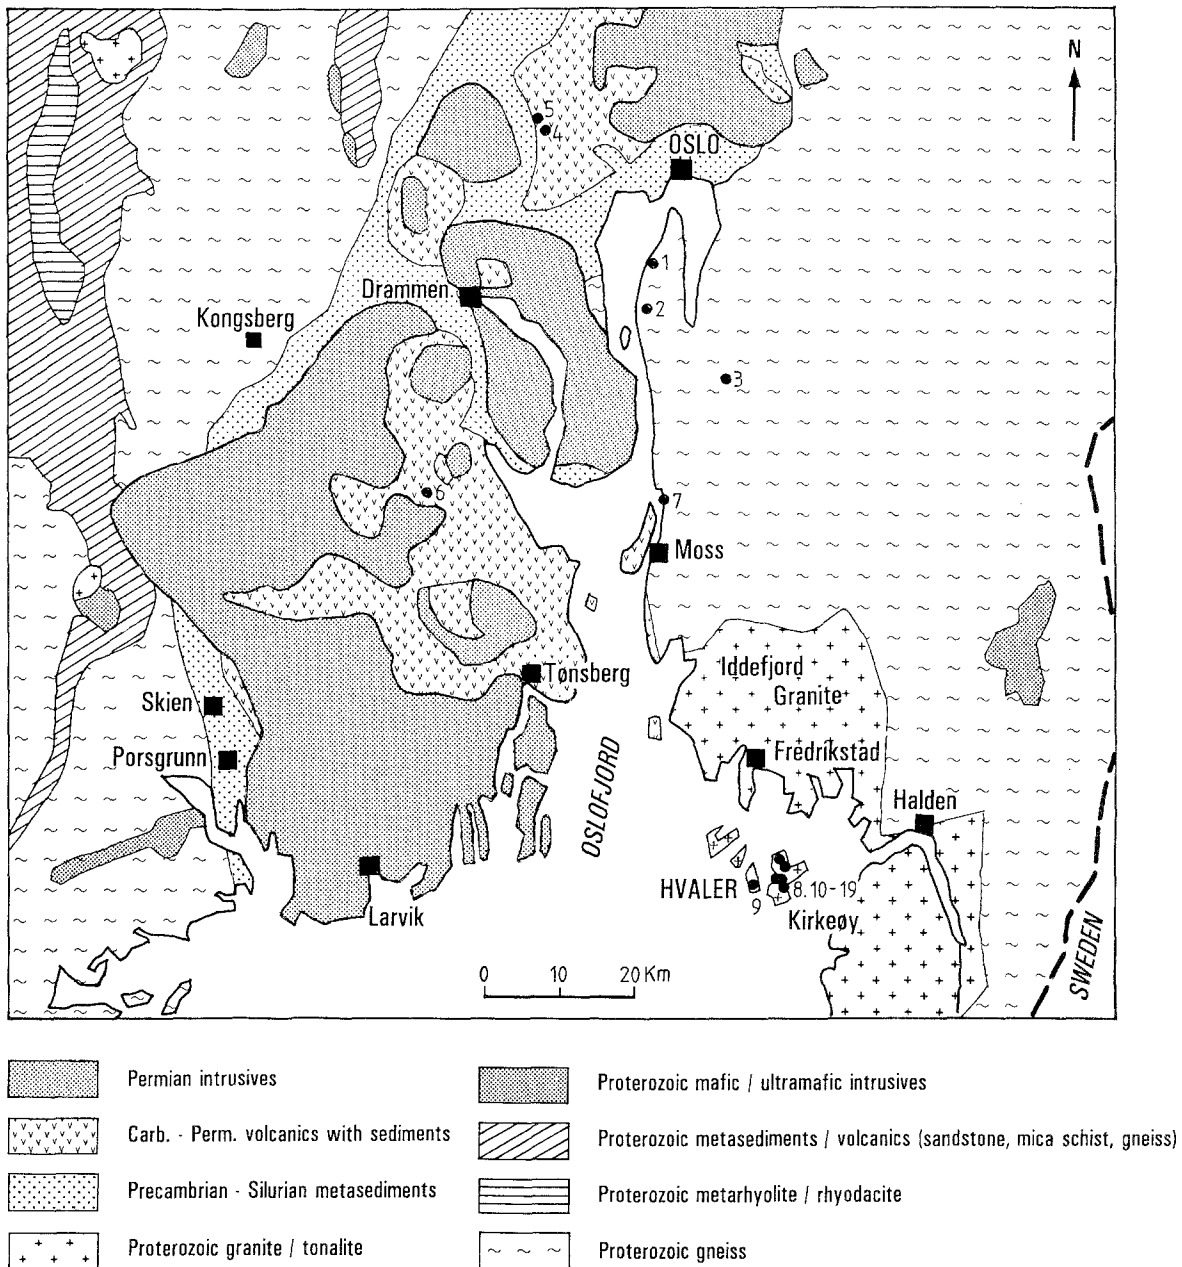 N
5
4
OSLO
1
Drammen
2
Kongsberg
3
6
7
Moss
Iddefjord
Granite
Tønsberg
Skien
Porsgrunn
Fredrikstad
OSLOFJORD
Halden
HVALER
8.10-19
9
Kirkeøy
Larvik
SWEDEN
0 10 20 Km
Permian intrusives
Carb. - Perm. volcanics with sediments
Precambrian - Silurian metasediments
Proterozoic granite / tonalite
Proterozoic mafic / ultramafic intrusives
Proterozoic metasediments / volcanics (sandstone, mica schist, gneiss)
Proterozoic metarhyolite / rhyodacite
Proterozoic gneiss